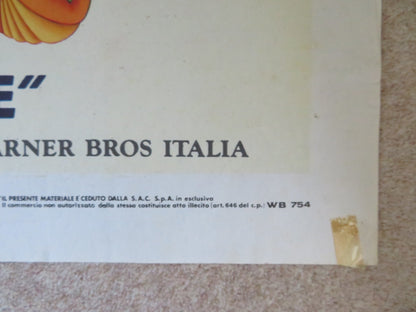 E"
ARNER BROS ITALIA
IL PRESENTE MATERIALE E CEDUTO DALLA S.A.C. S.p.A. in esclusiva
Il commercio non autorizzato dalla stessa costituisce atto illecito (art. 646 del c.p.) WB 754